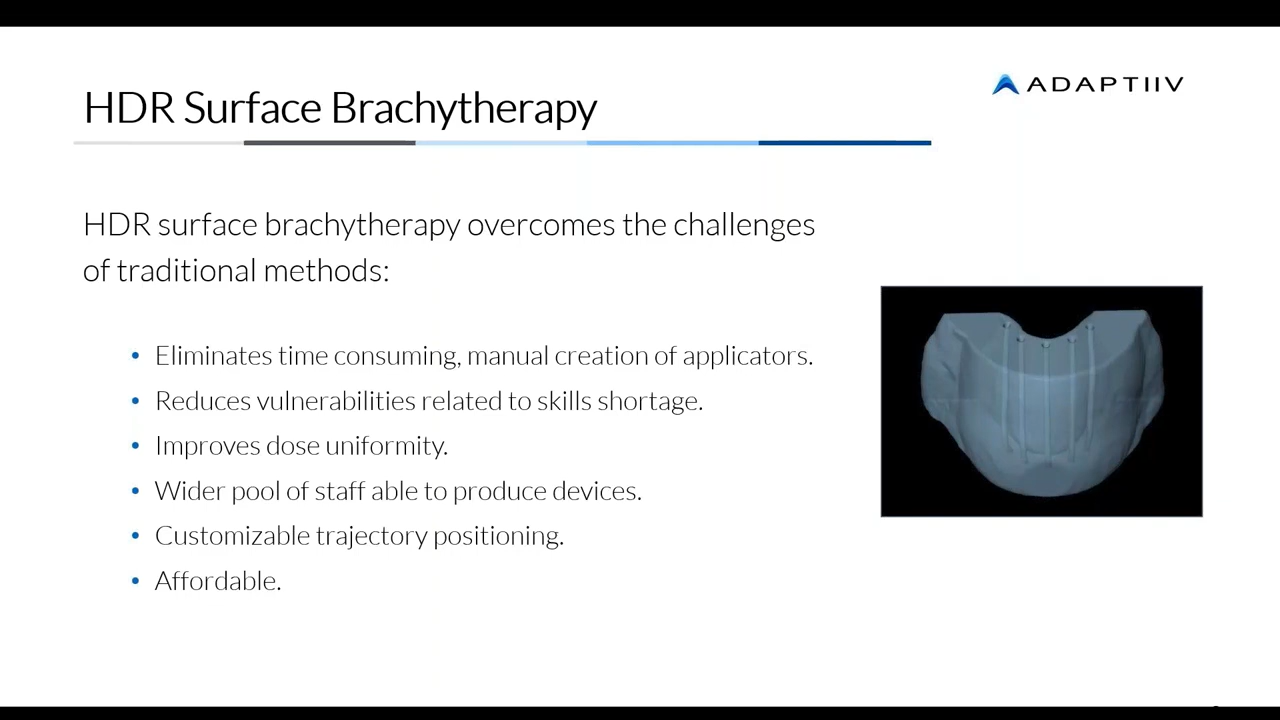 HDR Surface Brachytherapy
ADAPTIIV
HDR surface brachytherapy overcomes the challenges
of traditional methods:
• Eliminates time consuming, manual creation of applicators.
• Reduces vulnerabilities related to skills shortage.
• Improves dose uniformity.
• Wider pool of staff able to produce devices.
• Customizable trajectory positioning.
• Affordable.